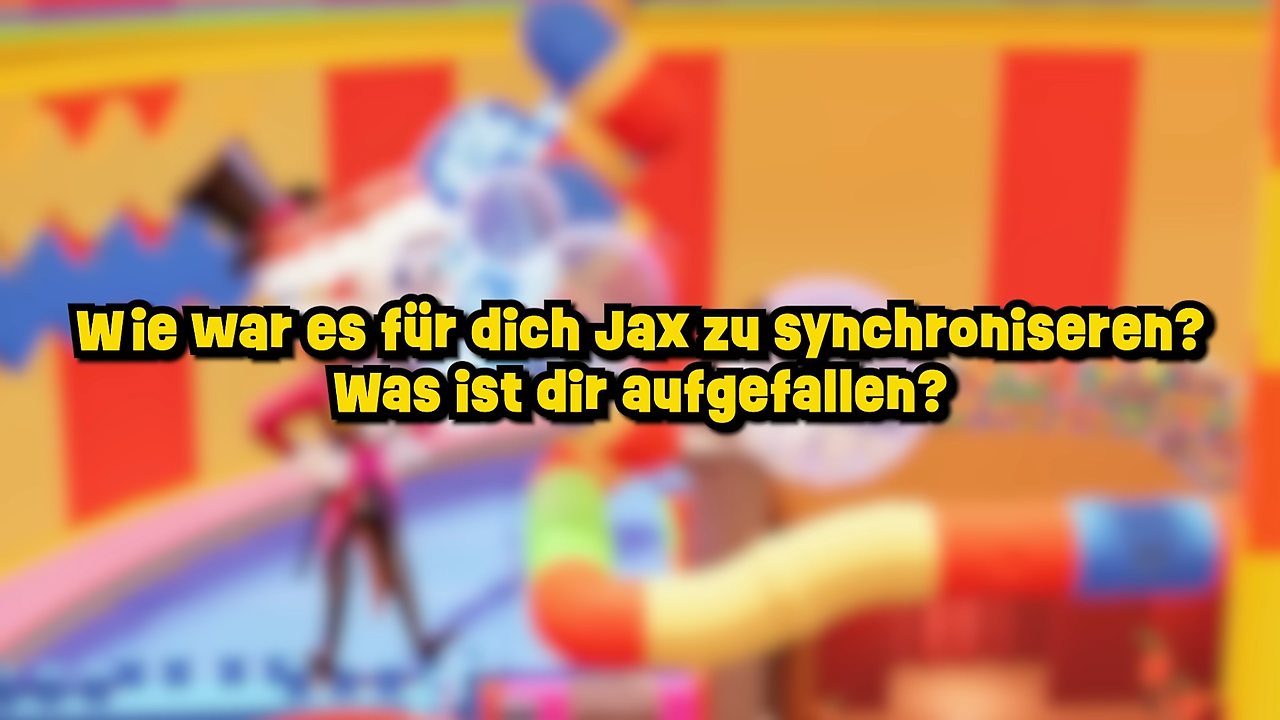 Wie war es für dich Jax zu synchroniseren?
Was ist dir aufgefallen?